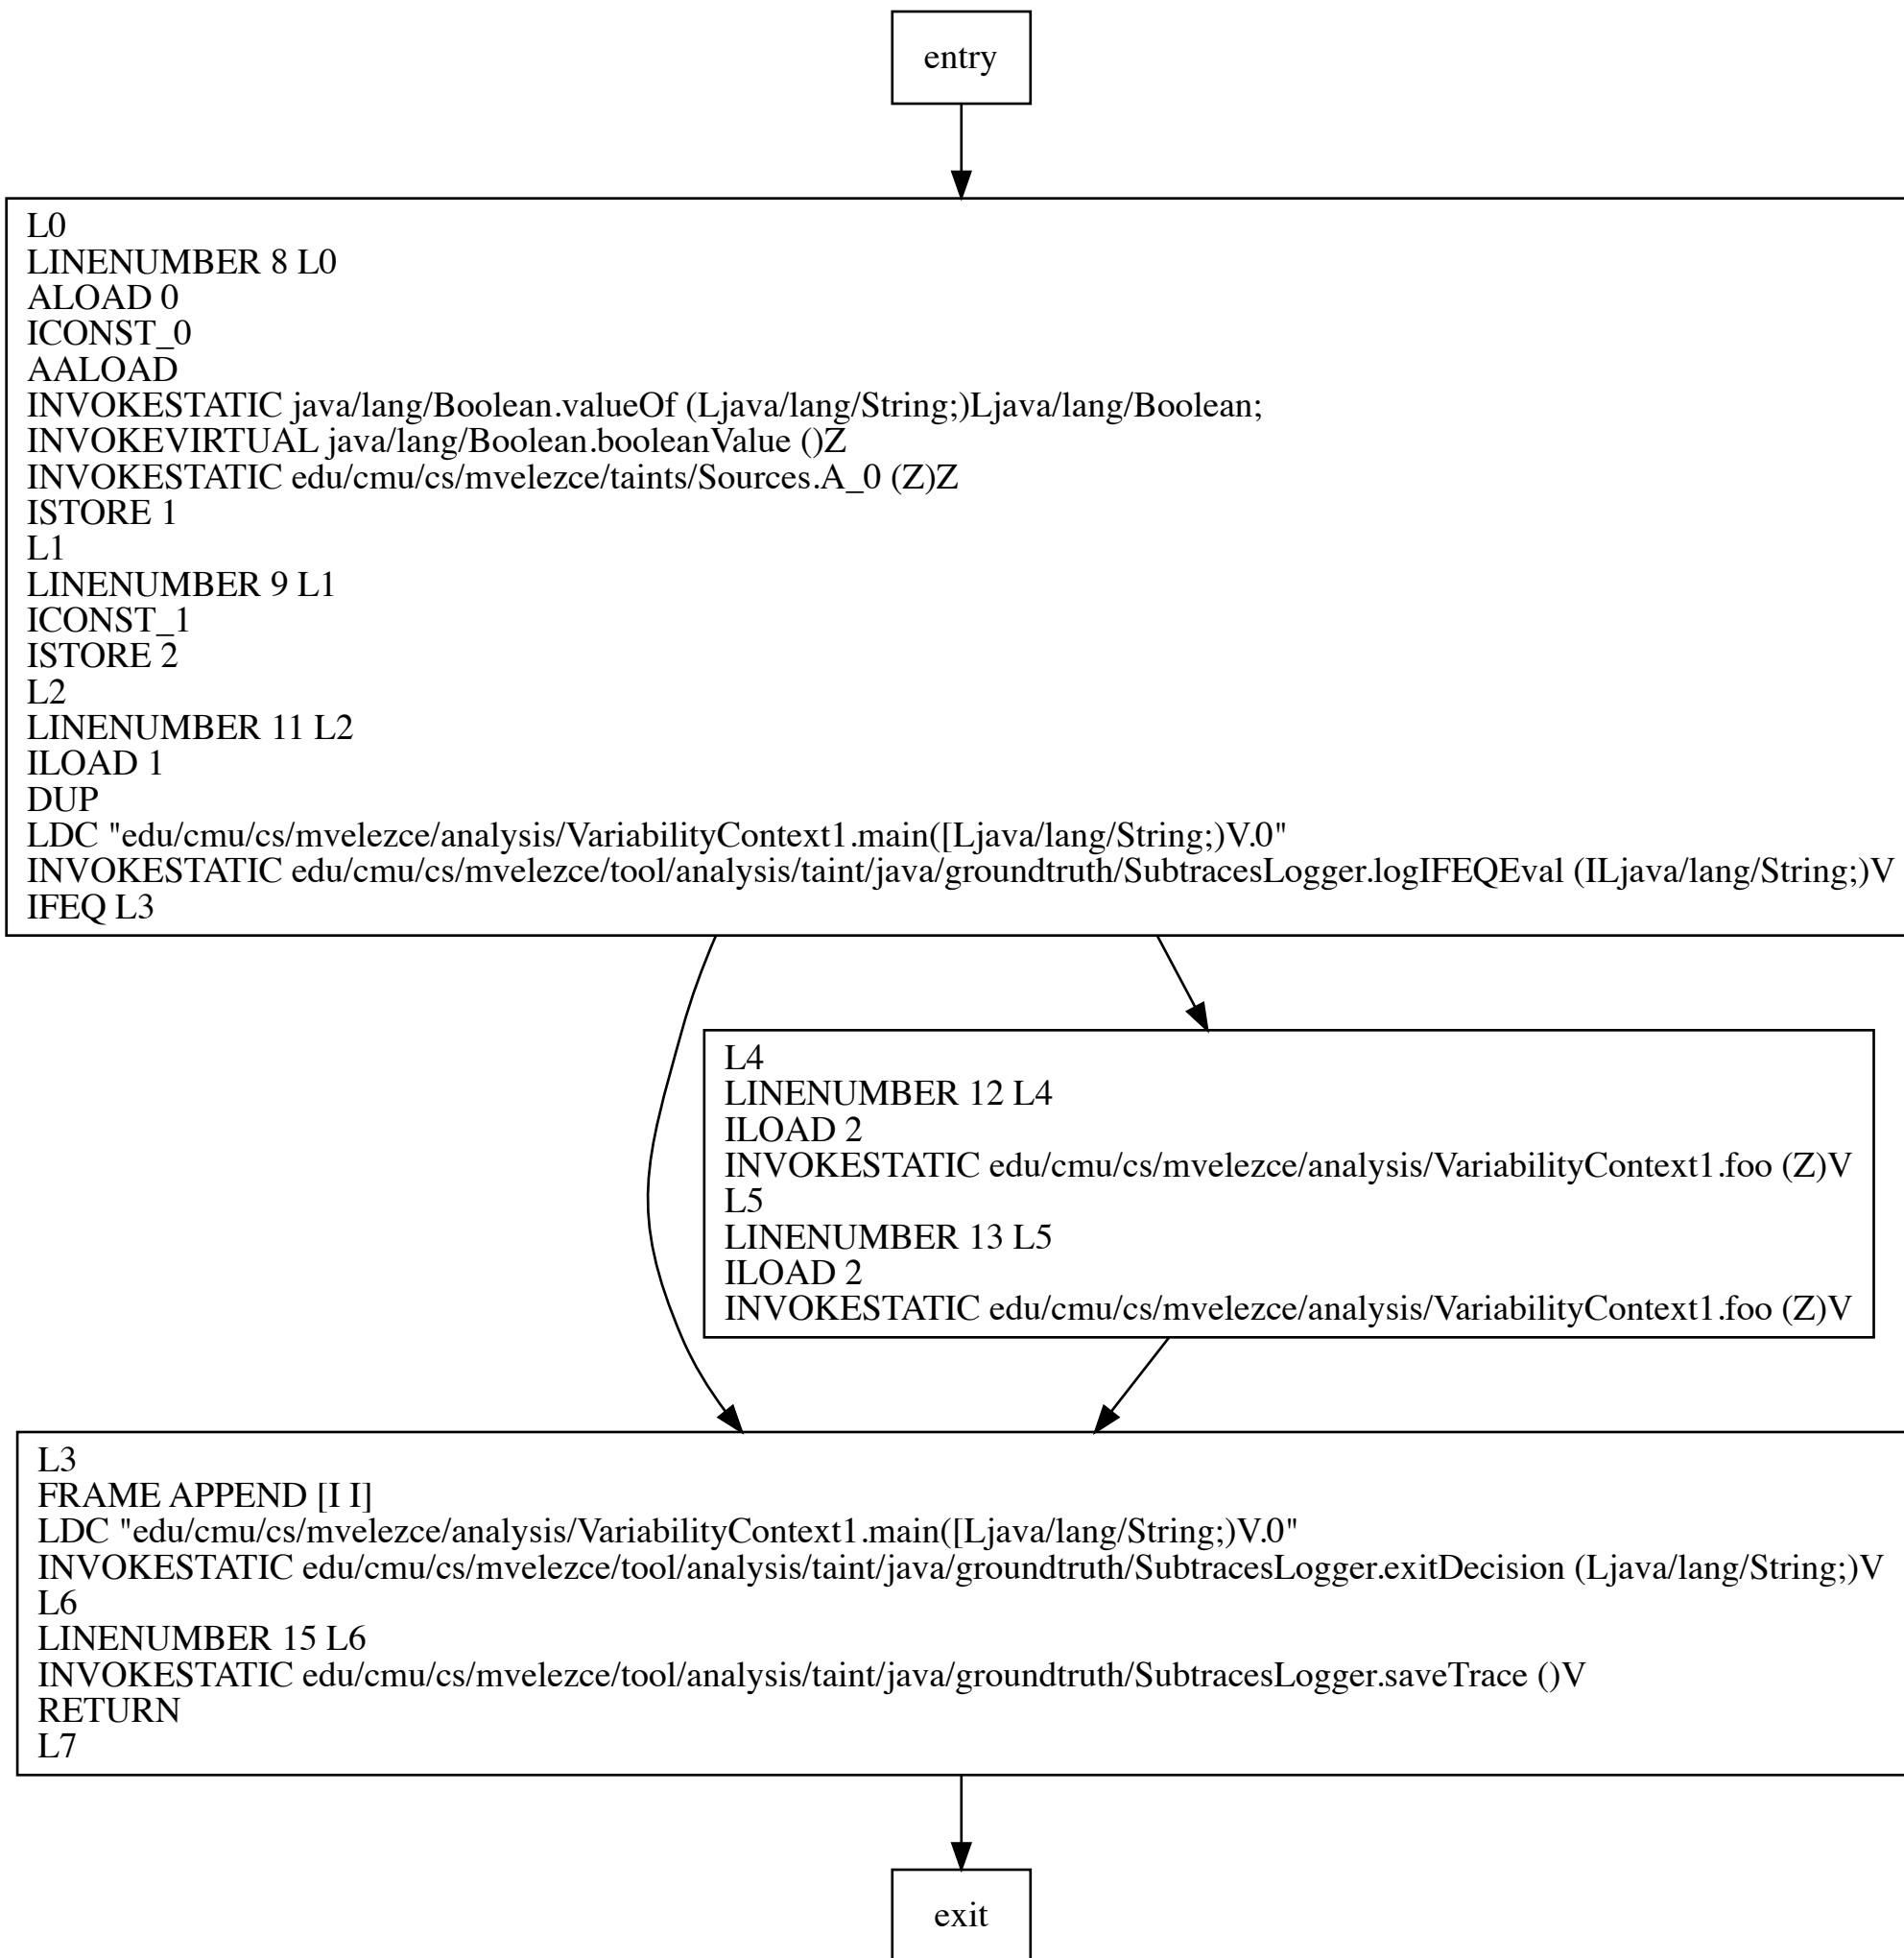 entry
L0
LINENUMBER 8 L0
ALOAD 0
ICONST_0
AALOAD
INVOKESTATIC java/lang/Boolean.valueOf (Ljava/lang/String;)Ljava/lang/Boolean;
INVOKEVIRTUAL java/lang/Boolean.booleanValue ()Z
INVOKESTATIC edu/cmu/cs/mvelezce/taints/Sources.A_0 (Z)Z
ISTORE 1
L1
LINENUMBER 9 L1
ICONST_1
ISTORE 2
L2
LINENUMBER 11 L2
ILOAD 1
DUP
LDC "edu/cmu/cs/mvelezce/analysis/VariabilityContext1.main([Ljava/lang/String;)V.0"
INVOKESTATIC edu/cmu/cs/mvelezce/tool/analysis/taint/java/groundtruth/SubtracesLogger.logIFEQEval (ILjava/lang/String;)V
IFEQ L3
L4
LINENUMBER 12 L4
ILOAD 2
INVOKESTATIC edu/cmu/cs/mvelezce/analysis/VariabilityContext1.foo (Z)V
L5
LINENUMBER 13 L5
ILOAD 2
INVOKESTATIC edu/cmu/cs/mvelezce/analysis/VariabilityContext1.foo (Z)V
L3
FRAME APPEND [I I]
LDC "edu/cmu/cs/mvelezce/analysis/VariabilityContext1.main([Ljava/lang/String;)V.0"
INVOKESTATIC edu/cmu/cs/mvelezce/tool/analysis/taint/java/groundtruth/SubtracesLogger.exitDecision (Ljava/lang/String;)V
L6
LINENUMBER 15 L6
INVOKESTATIC edu/cmu/cs/mvelezce/tool/analysis/taint/java/groundtruth/SubtracesLogger.saveTrace ()V
RETURN
L7
exit